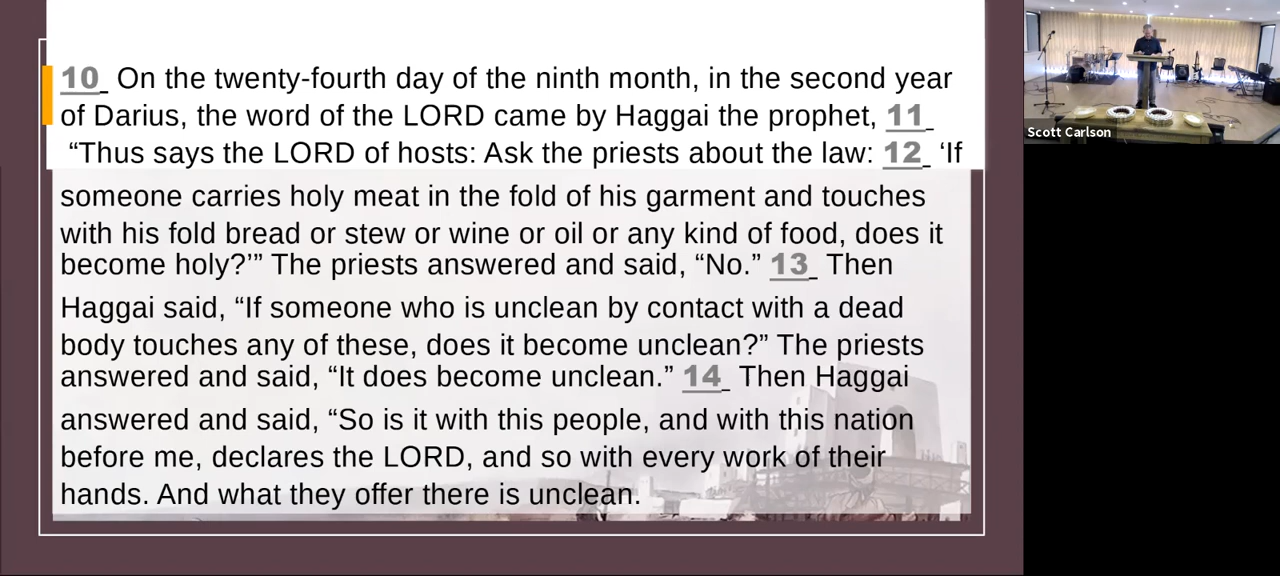 10 On the twenty-fourth day of the ninth month, in the second year
of Darius, the word of the LORD came by Haggai the prophet, 11
“Thus says the LORD of hosts: Ask the priests about the law: 12 ‘If
someone carries holy meat in the fold of his garment and touches
with his fold bread or stew or wine or oil or any kind of food, does it
become holy?’” The priests answered and said, “No.” 13 Then
Haggai said, “If someone who is unclean by contact with a dead
body touches any of these, does it become unclean?” The priests
answered and said, “It does become unclean.” 14 Then Haggai
answered and said, “So is it with this people, and with this nation
before me, declares the LORD, and so with every work of their
hands. And what they offer there is unclean.
Scott Carlson